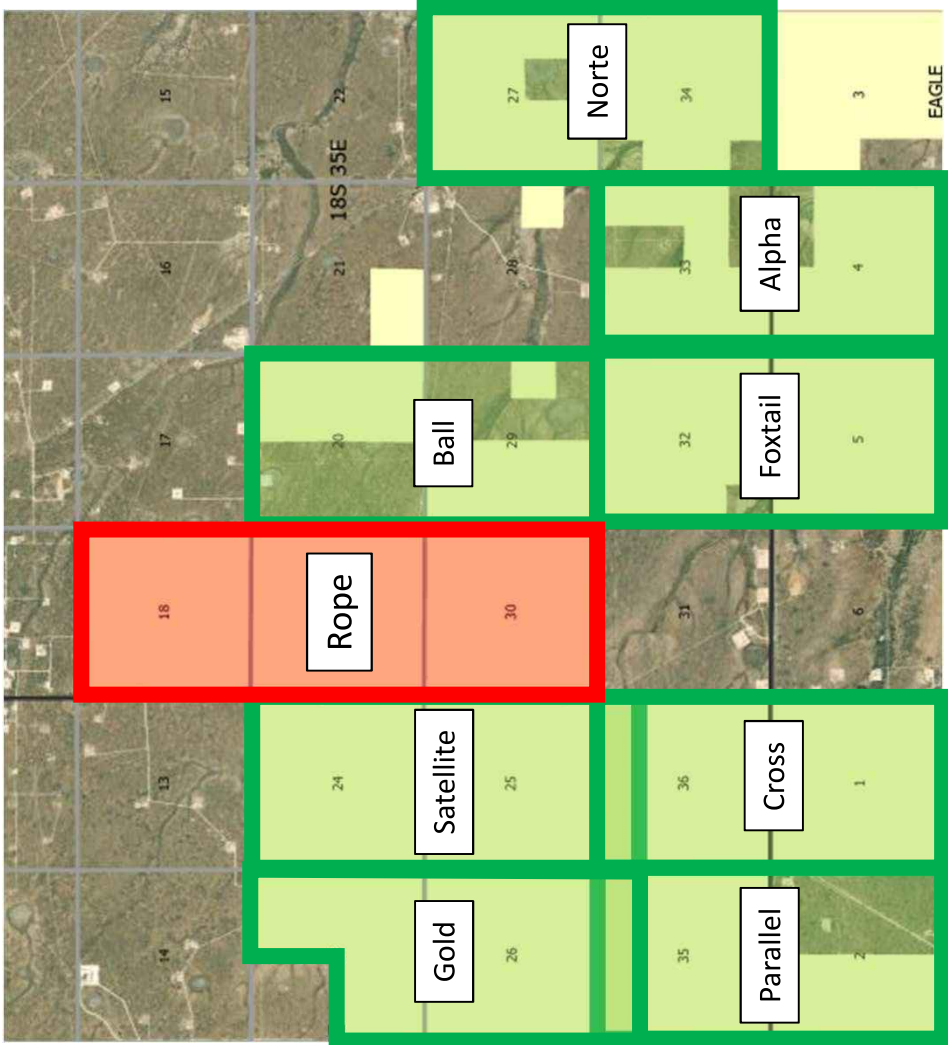 14 13 18 17 16 15
24 Rope 20 21 18S 35E 22
Gold Satellite Ball
26 25 30 29 28 27
Norte
35 36 31 32 33 34
Parallel Cross Foxtail Alpha
2 1 6 5 4 3
EAGLE